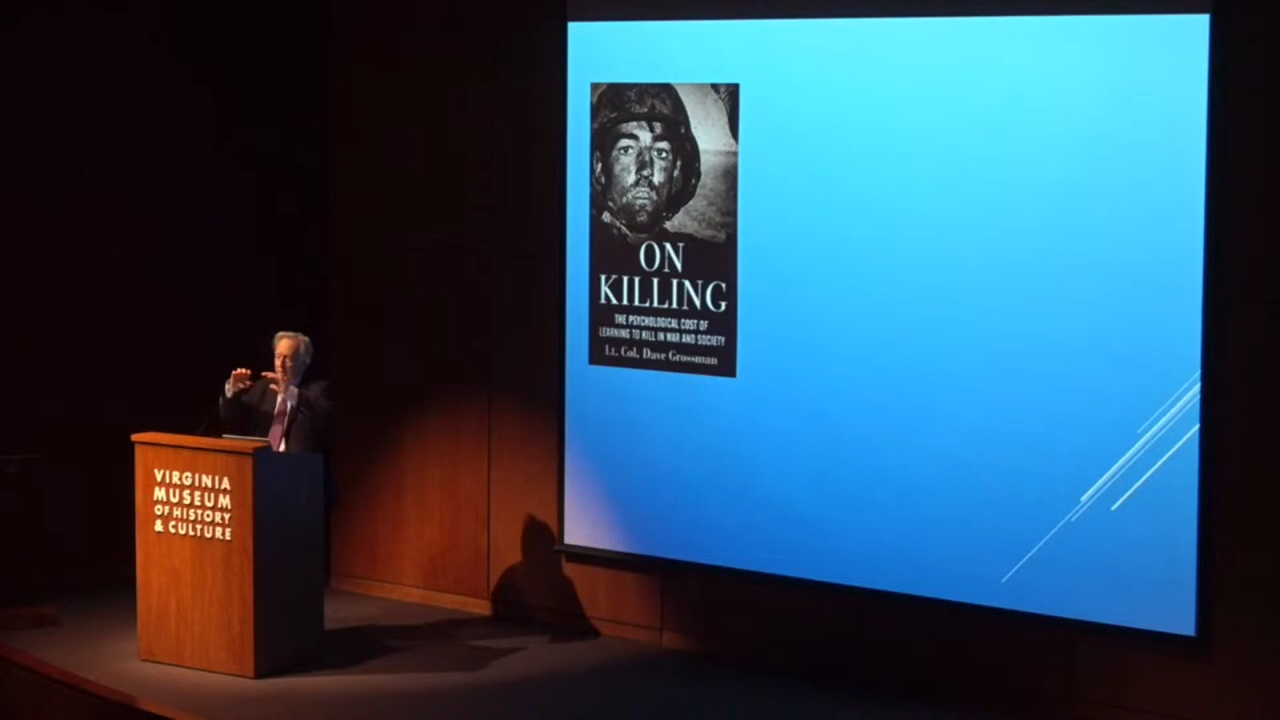 ON
KILLING
THE PSYCHOLOGICAL COST OF
LEARNING TO KILL IN WAR AND SOCIETY
Lt. Col. Dave Grossman
VIRGINIA
MUSEUM
OF HISTORY
& CULTURE